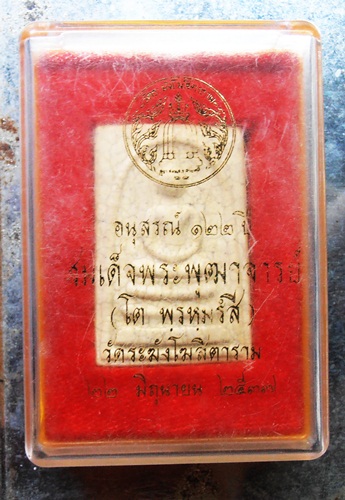 อนุสรณ์ ๑๒๒ ปี
สมเด็จพระพุฒาจารย์
(โต พฺรหฺมรํสี)
วัดระฆังโฆสิตาราม
๒๒ มิถุนายน ๒๕๓๗